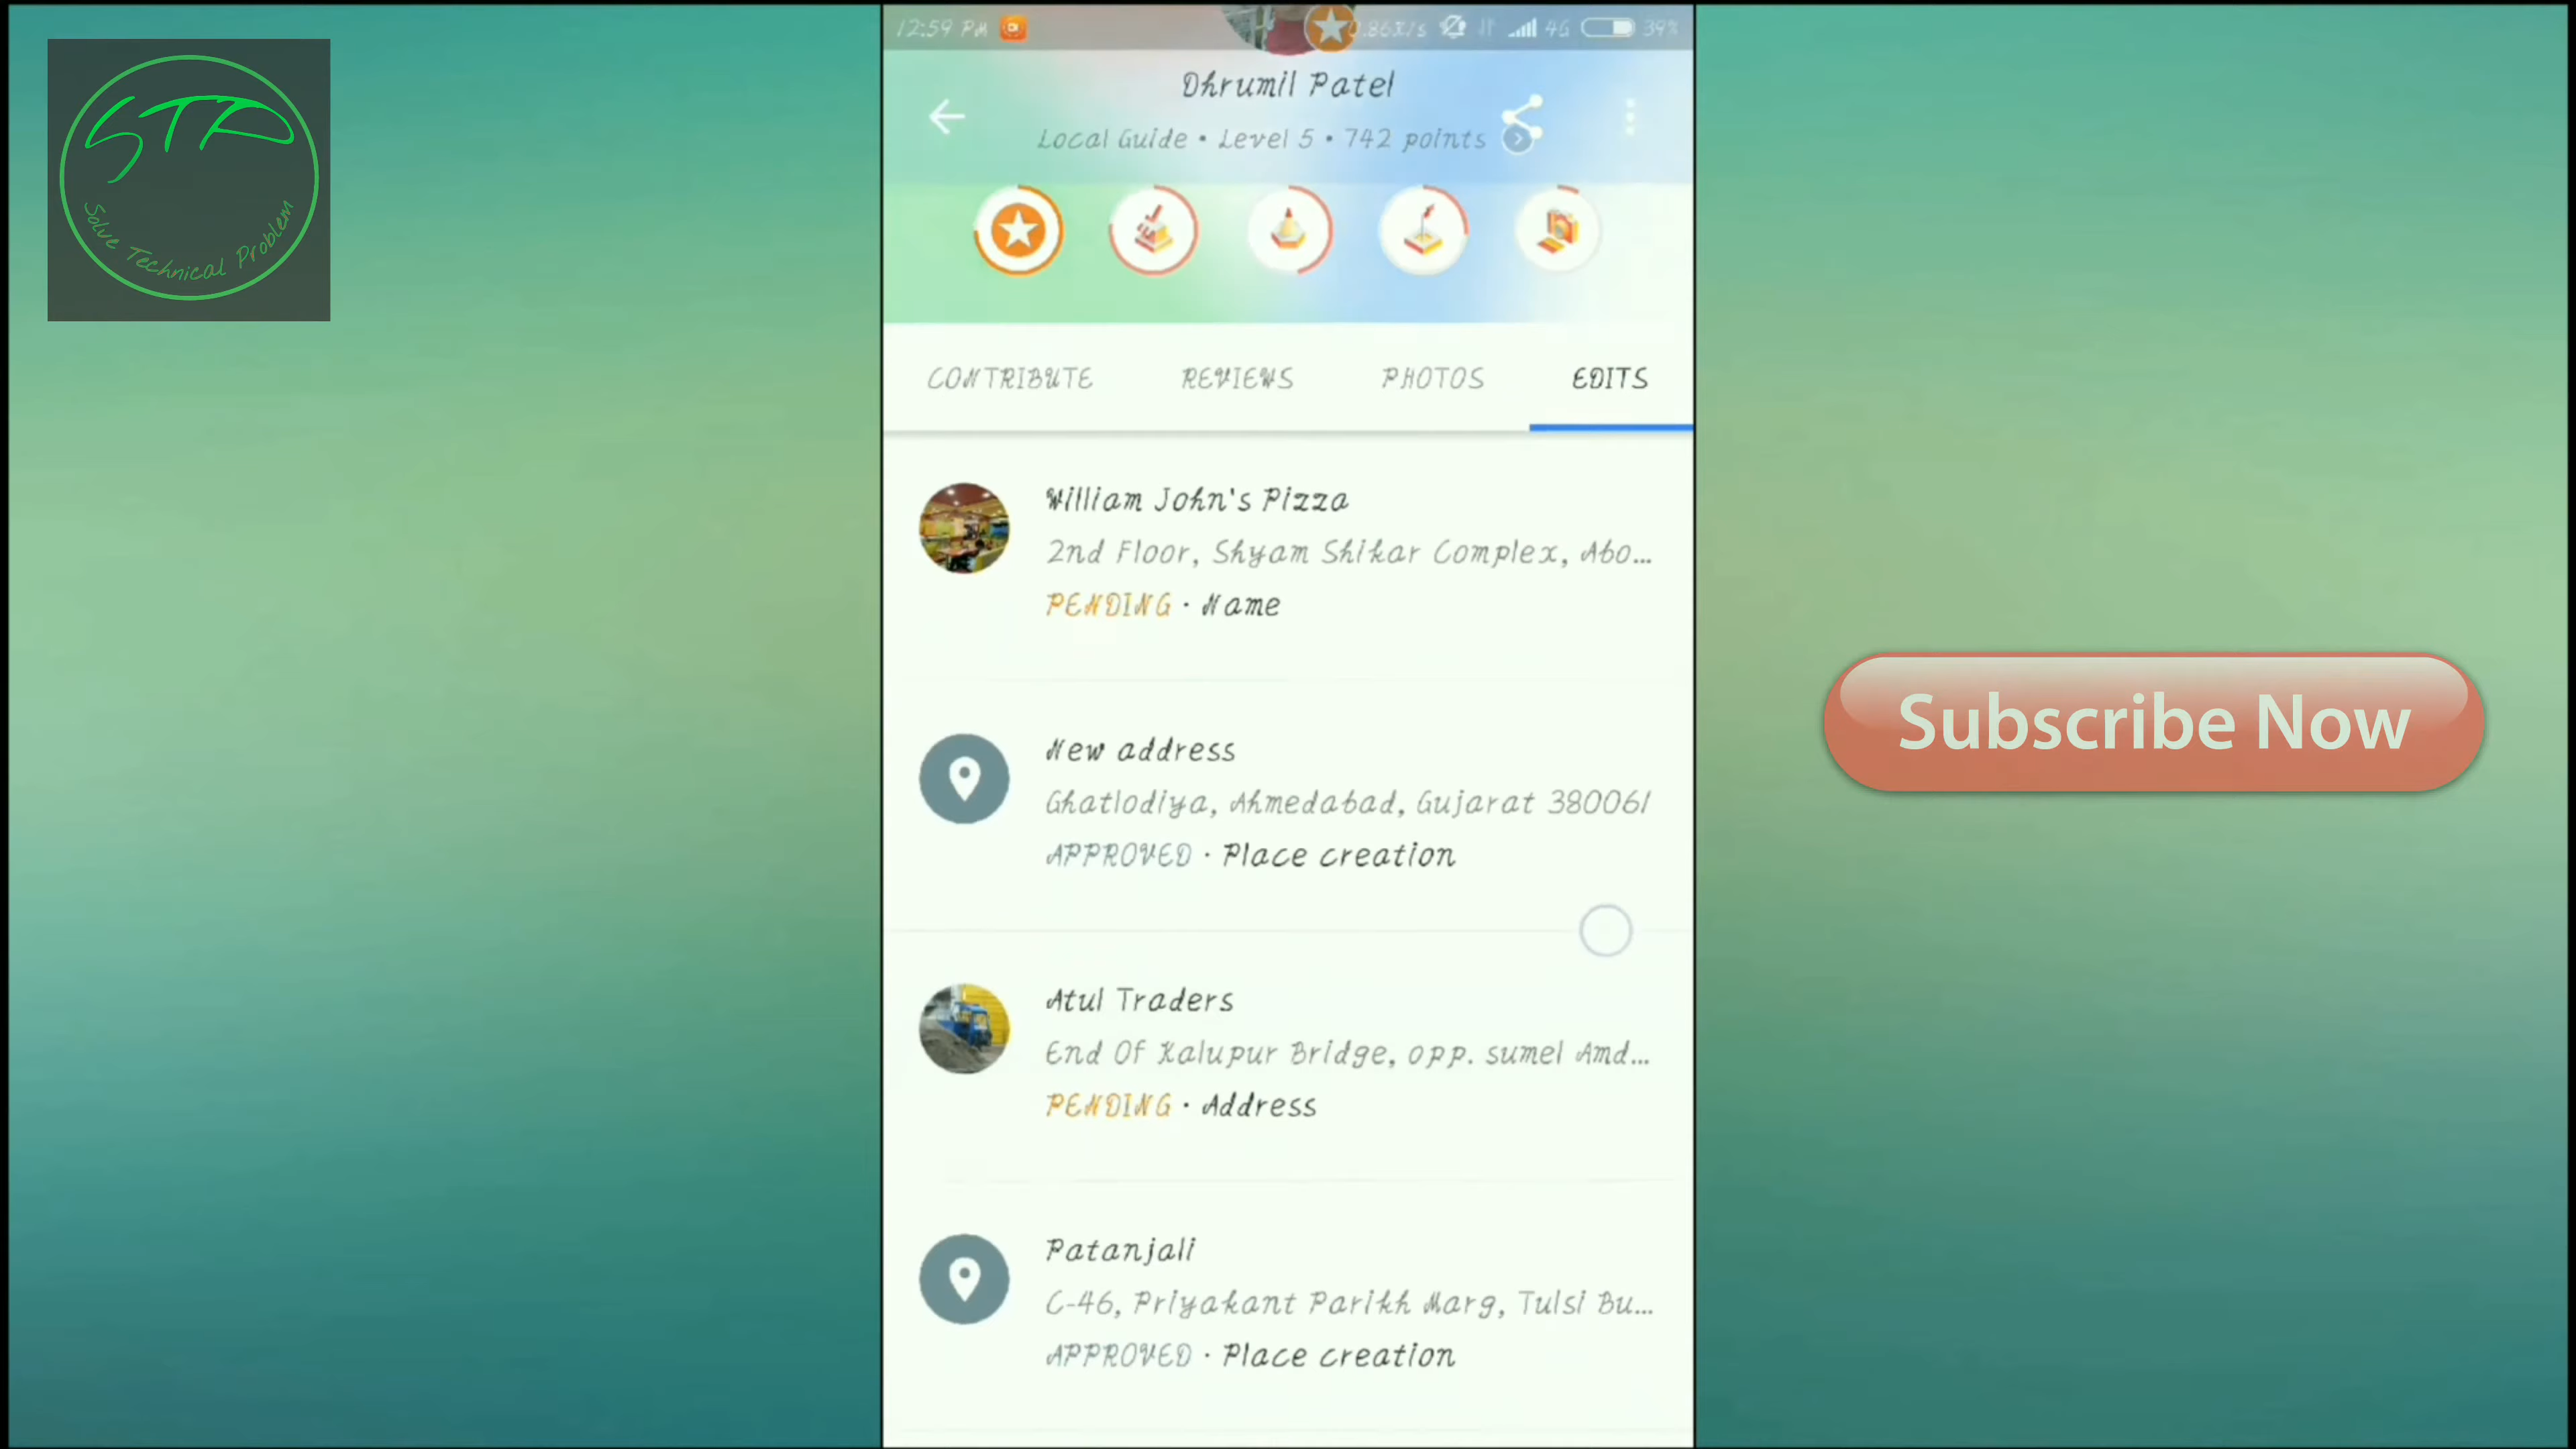 STP
Solve Technical Problem
12:59 PM
0.86K/s 4G 39%
Dhrumil Patel
Local Guide • Level 5 • 742 points
CONTRIBUTE REVIEWS PHOTOS EDITS
William John's Pizza
2nd Floor, Shyam Shikar Complex, Abo...
PENDING · Name
New address
Ghatlodiya, Ahmedabad, Gujarat 380061
APPROVED · Place creation
Subscribe Now
Atul Traders
End Of Kalupur Bridge, opp. sumel Amd...
PENDING · Address
Patanjali
C-46, Priyakant Parikh Marg, Tulsi Bu...
APPROVED · Place creation